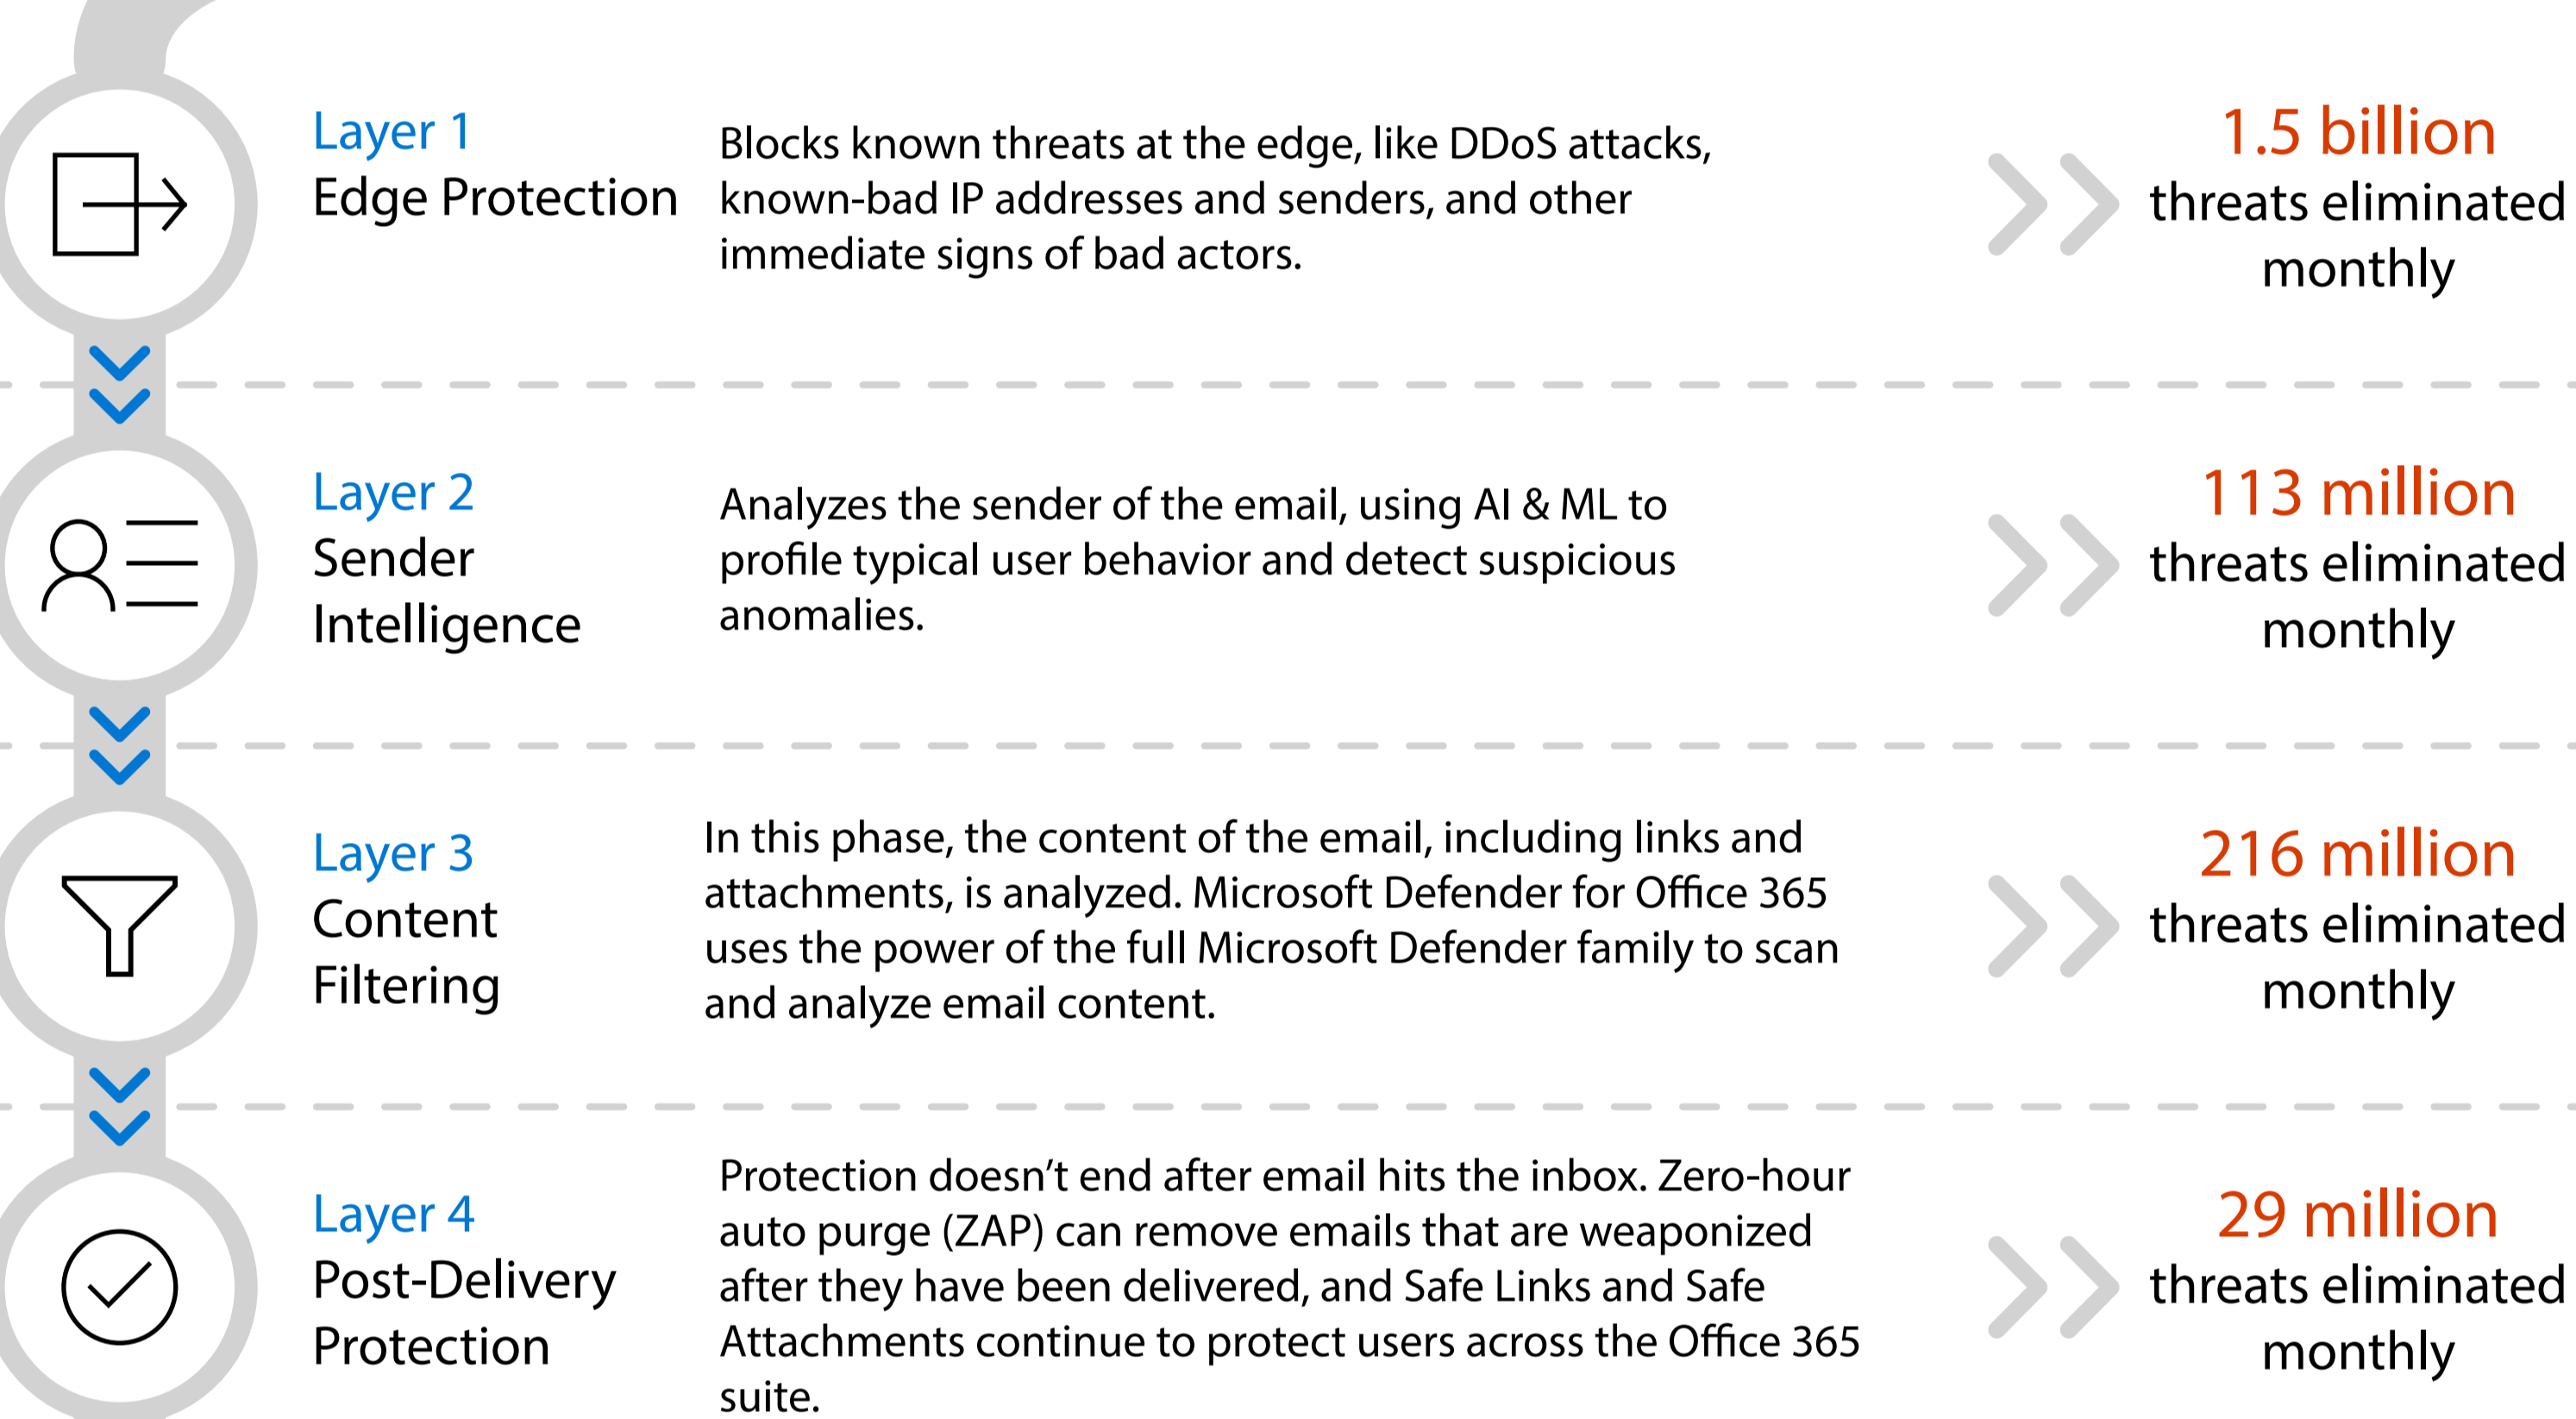 Layer 1
Edge Protection
Blocks known threats at the edge, like DDoS attacks,
known-bad IP addresses and senders, and other
immediate signs of bad actors.
1.5 billion
threats eliminated
monthly
Layer 2
Sender
Intelligence
Analyzes the sender of the email, using AI & ML to
profile typical user behavior and detect suspicious
anomalies.
113 million
threats eliminated
monthly
Layer 3
Content
Filtering
In this phase, the content of the email, including links and
attachments, is analyzed. Microsoft Defender for Office 365
uses the power of the full Microsoft Defender family to scan
and analyze email content.
216 million
threats eliminated
monthly
Layer 4
Post-Delivery
Protection
Protection doesn’t end after email hits the inbox. Zero-hour
auto purge (ZAP) can remove emails that are weaponized
after they have been delivered, and Safe Links and Safe
Attachments continue to protect users across the Office 365
suite.
29 million
threats eliminated
monthly